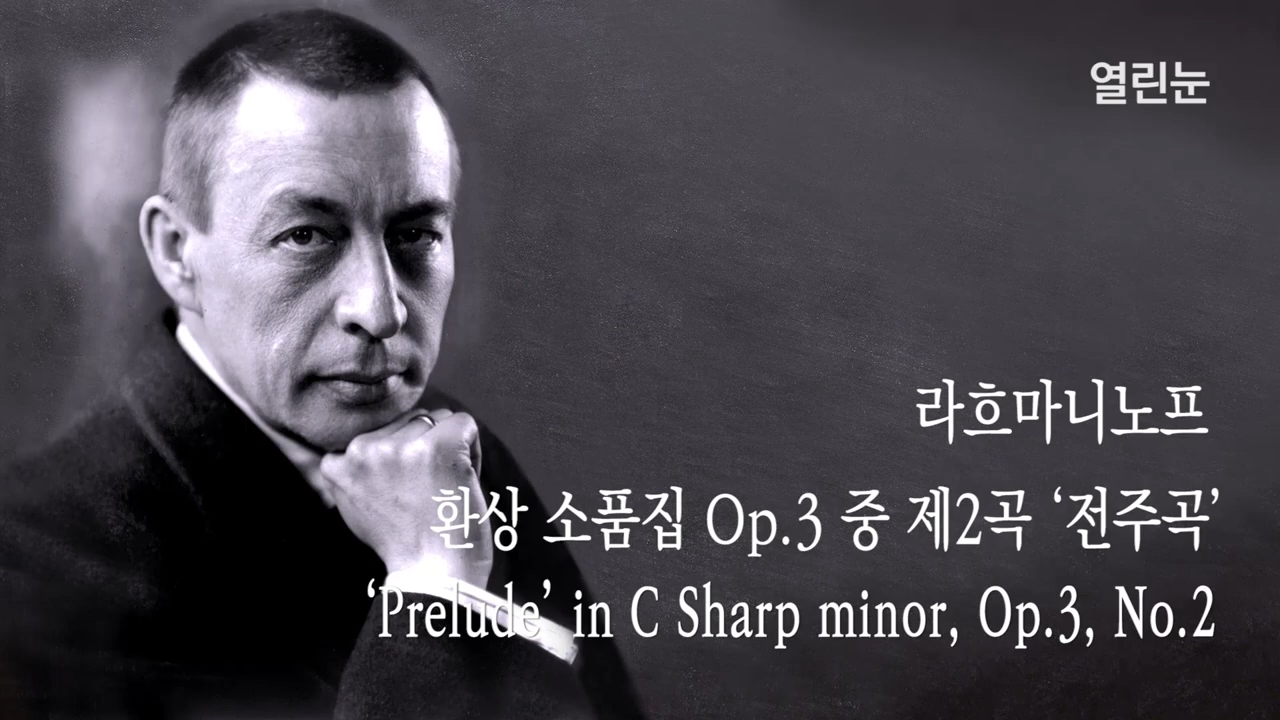 열린눈
라흐마니노프
환상 소품집 Op.3 중 제2곡 ‘전주곡’
‘Prelude’ in C Sharp minor, Op.3, No.2